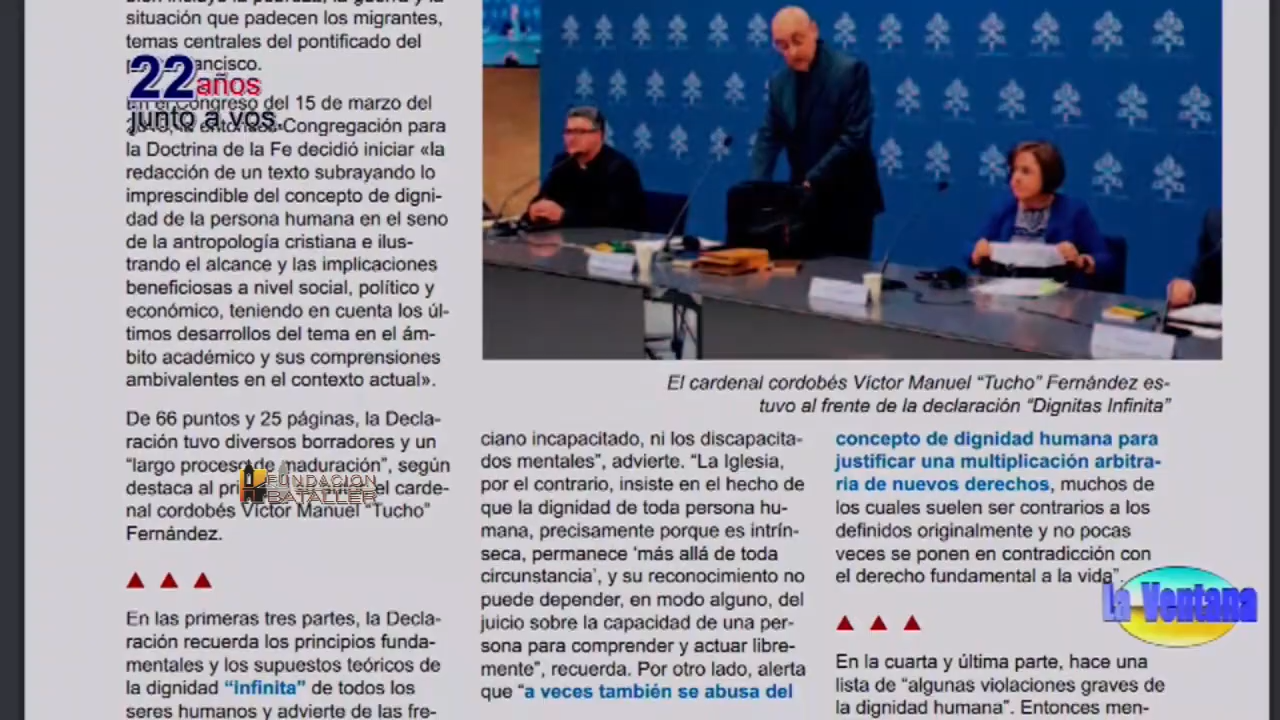 bien incluye la pobreza, la guerra y la
situación que padecen los migrantes,
temas centrales del pontificado del
ancisco.
22 años
junto a vos.
En el Congreso del 15 de marzo del
entonces Congregación para
la Doctrina de la Fe decidió iniciar «la
redacción de un texto subrayando lo
imprescindible del concepto de digni-
dad de la persona humana en el seno
de la antropología cristiana e ilus-
trando el alcance y las implicaciones
beneficiosas a nivel social, político y
económico, teniendo en cuenta los úl-
timos desarrollos del tema en el ám-
bito académico y sus comprensiones
ambivalentes en el contexto actual».
De 66 puntos y 25 páginas, la Decla-
ración tuvo diversos borradores y un
“largo proceso de maduración”, según
destaca al el carde-
nal cordobés Víctor Manuel “Tucho”
Fernández.
FUNDACION
BATALLER
En las primeras tres partes, la Decla-
ración recuerda los principios funda-
mentales y los supuestos teóricos de
la dignidad “infinita” de todos los
seres humanos y advierte de las fre-
El cardenal cordobés Víctor Manuel “Tucho” Fernández es-
tuvo al frente de la declaración “Dignitas Infinita”
ciano incapacitado, ni los discapacita-
dos mentales”, advierte. “La Iglesia,
por el contrario, insiste en el hecho de
que la dignidad de toda persona hu-
mana, precisamente porque es intrín-
seca, permanece ‘más allá de toda
circunstancia’, y su reconocimiento no
puede depender, en modo alguno, del
juicio sobre la capacidad de una per-
sona para comprender y actuar libre-
mente”, recuerda. Por otro lado, alerta
que “a veces también se abusa del
concepto de dignidad humana para
justificar una multiplicación arbitra-
ria de nuevos derechos, muchos de
los cuales suelen ser contrarios a los
definidos originalmente y no pocas
veces se ponen en contradicción con
el derecho fundamental a la vida”.
La Ventana
En la cuarta y última parte, hace una
lista de “algunas violaciones graves de
la dignidad humana”. Entonces men-